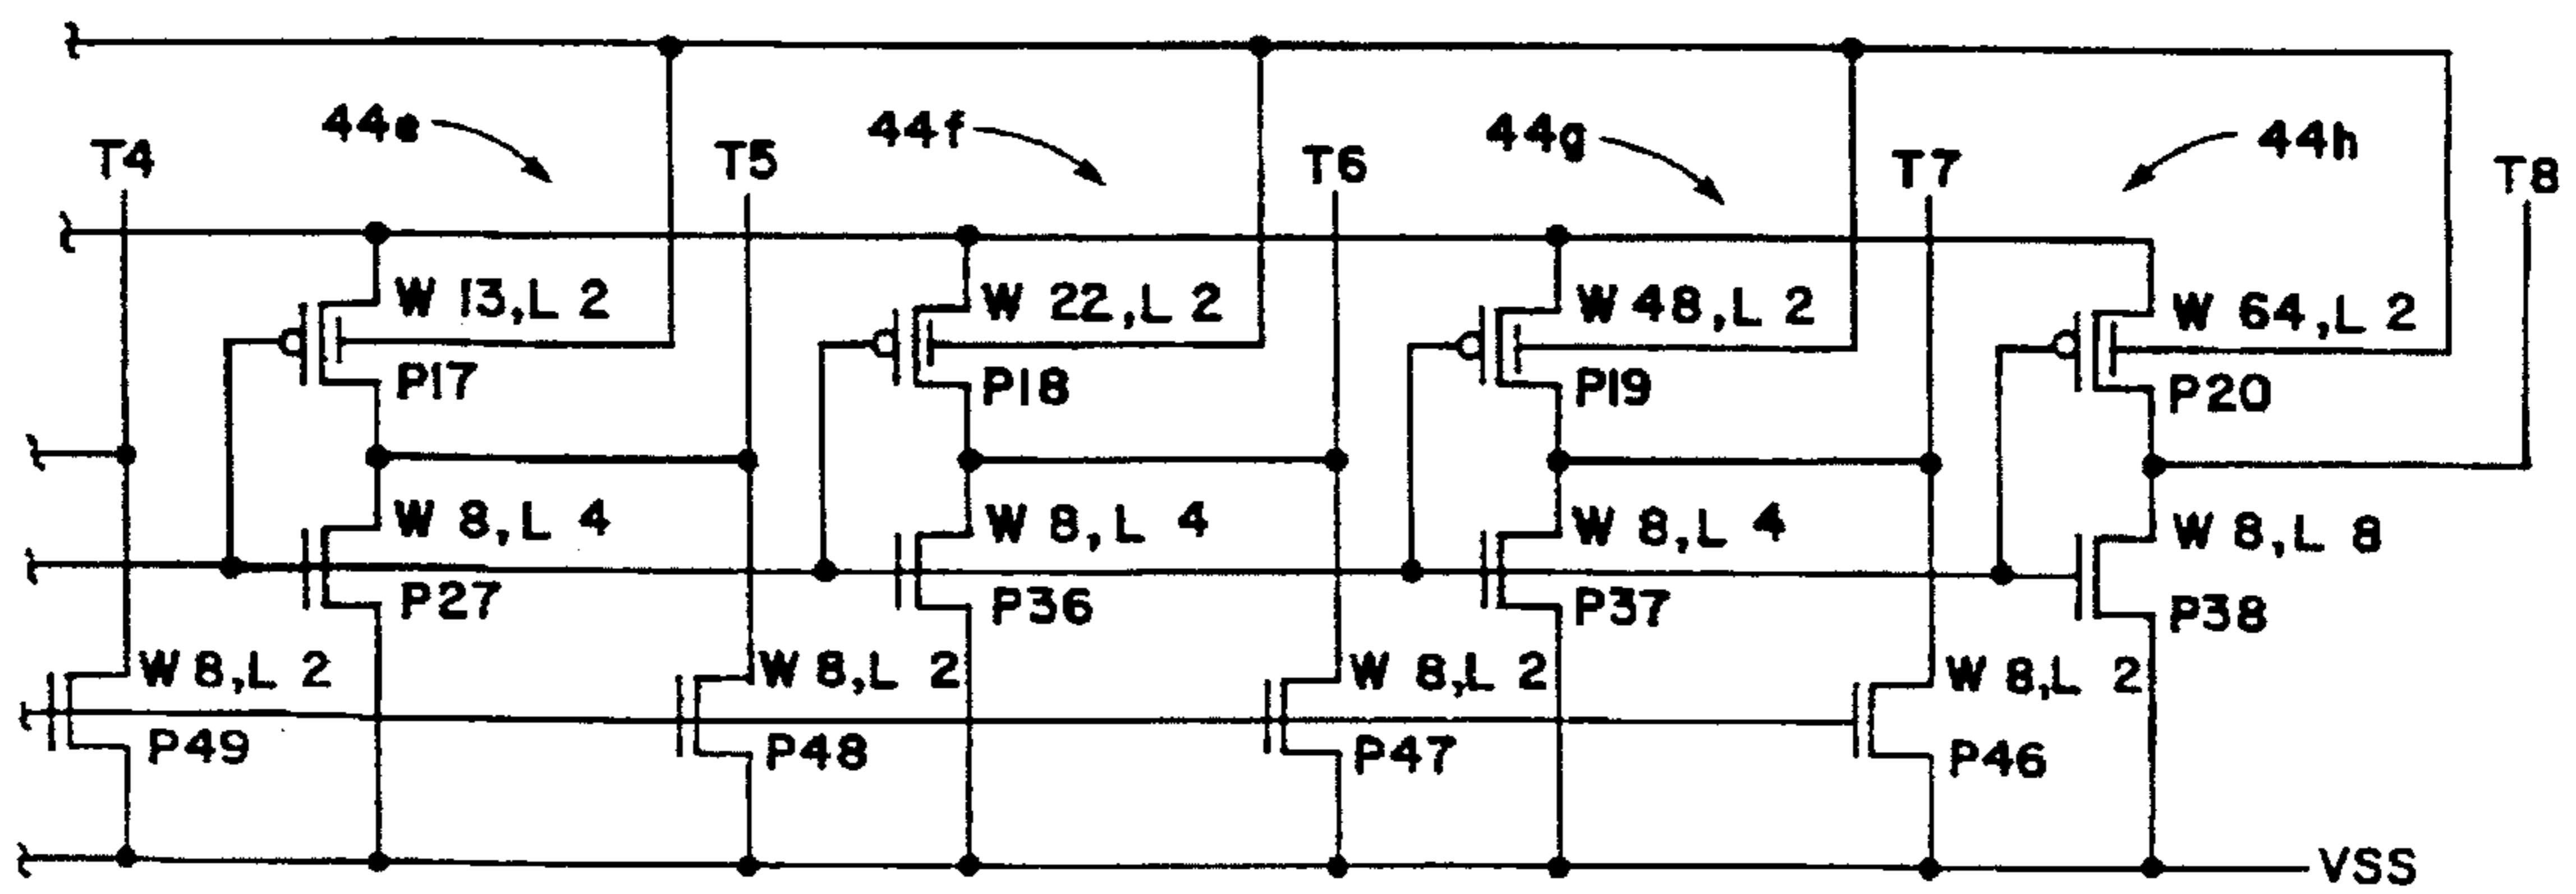 44e
44f
44g
44h
T4
T5
T6
T7
T8
W 13,L 2
W 22,L 2
W 48,L 2
W 64,L 2
P17
P18
P19
P20
W 8,L 4
W 8,L 4
W 8,L 4
W 8,L 8
P27
P36
P37
P38
W 8,L 2
W 8,L 2
W 8,L 2
W 8,L 2
P49
P48
P47
P46
VSS